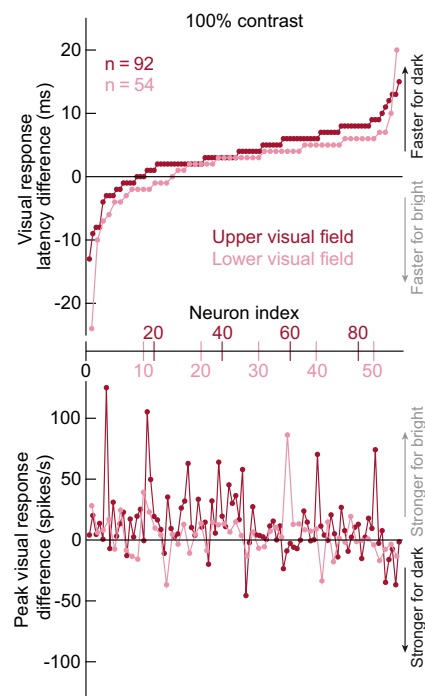 100% contrast
n = 92
n = 54
20
10
0
-10
-20
Visual response
latency difference (ms)
Faster for dark
Faster for bright
Upper visual field
Lower visual field
Neuron index
20 40 60 80
0 10 20 30 40 50
100
50
0
-50
-100
Peak visual response
difference (spikes/s)
Stronger for bright
Stronger for dark